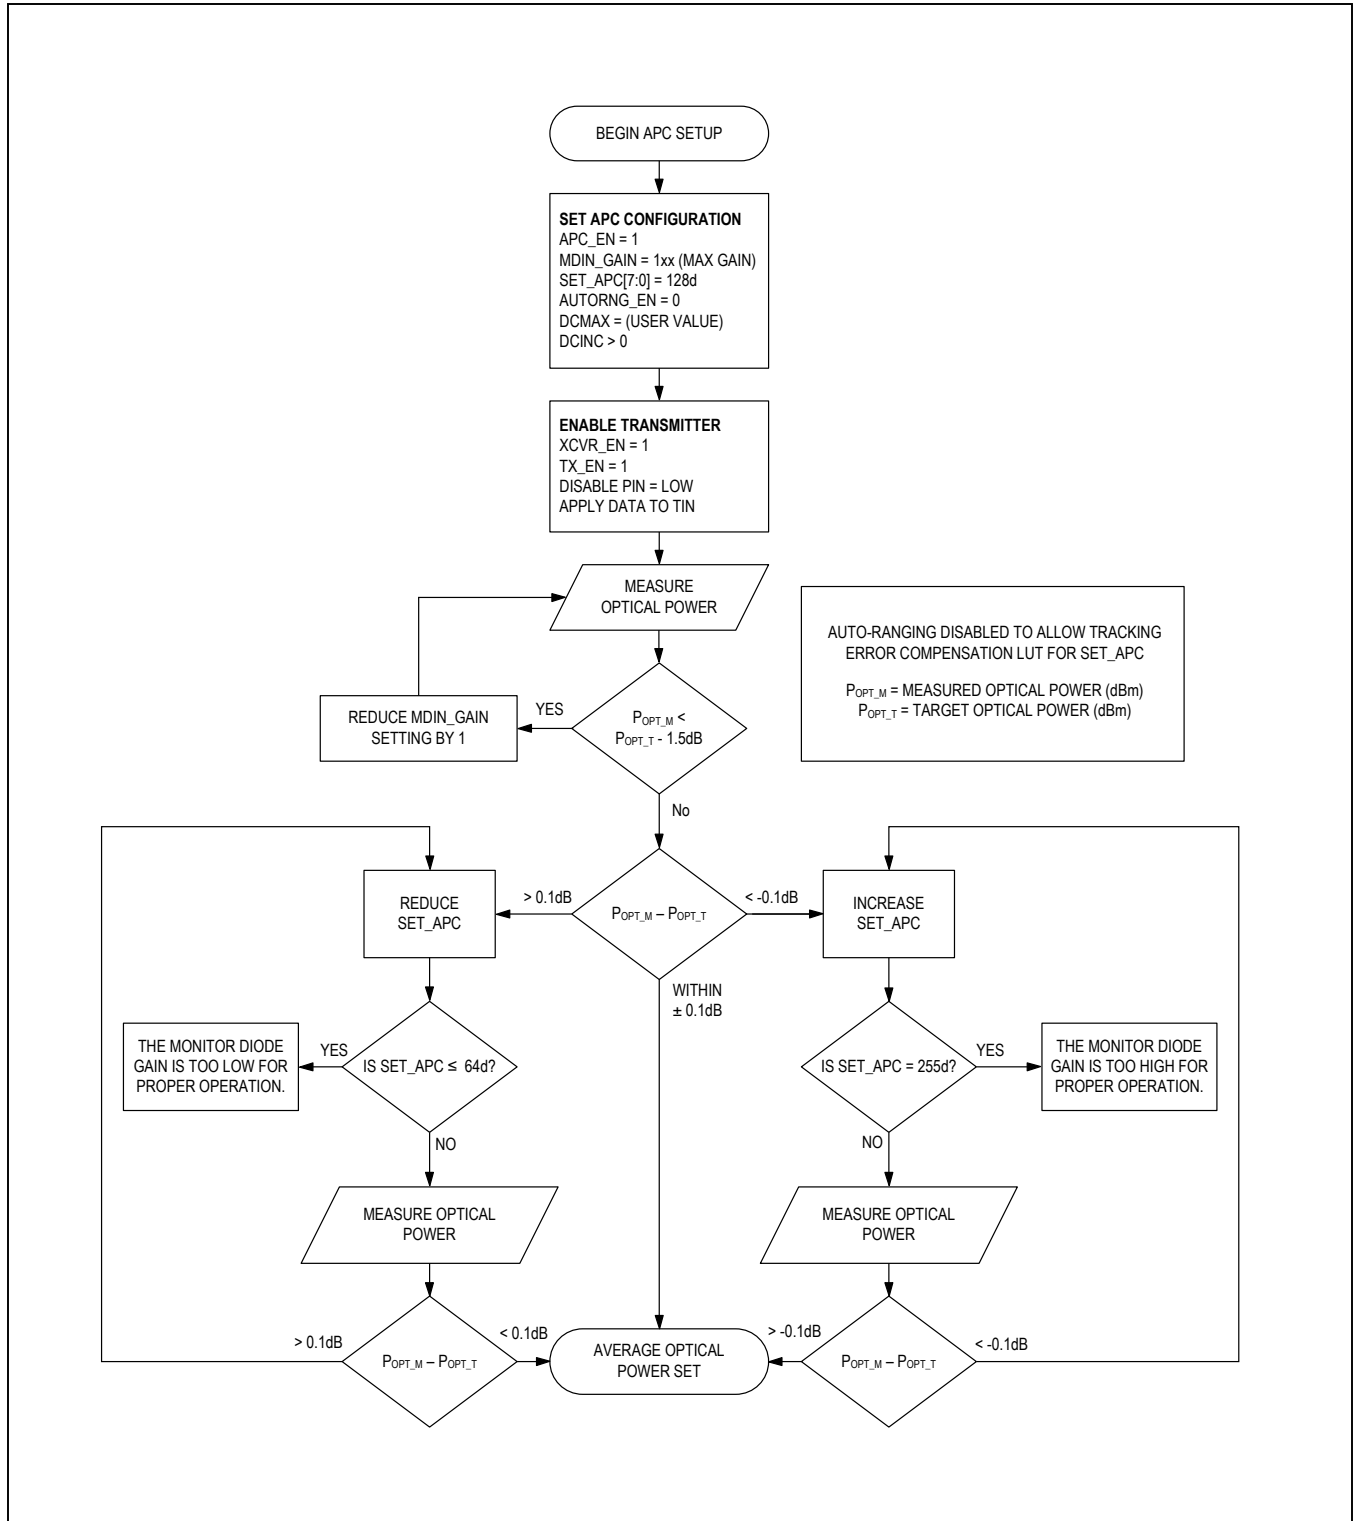 BEGIN APC SETUP
SET APC CONFIGURATION
APC_EN = 1
MDIN_GAIN = 1xx (MAX GAIN)
SET_APC[7:0] = 128d
AUTORNG_EN = 0
DCMAX = (USER VALUE)
DCINC > 0
ENABLE TRANSMITTER
XCVR_EN = 1
TX_EN = 1
DISABLE PIN = LOW
APPLY DATA TO TIN
MEASURE
OPTICAL POWER
AUTO-RANGING DISABLED TO ALLOW TRACKING
ERROR COMPENSATION LUT FOR SET_APC
POPT_M = MEASURED OPTICAL POWER (dBm)
POPT_T = TARGET OPTICAL POWER (dBm)
REDUCE MDIN_GAIN
SETTING BY 1
YES
POPT_M <
POPT_T - 1.5dB
No
REDUCE
SET_APC
> 0.1dB
POPT_M – POPT_T
< -0.1dB
INCREASE
SET_APC
WITHIN
± 0.1dB
THE MONITOR DIODE
GAIN IS TOO LOW FOR
PROPER OPERATION.
YES
IS SET_APC ≤ 64d?
IS SET_APC = 255d?
YES
THE MONITOR DIODE
GAIN IS TOO HIGH FOR
PROPER OPERATION.
NO
NO
MEASURE OPTICAL
POWER
MEASURE OPTICAL
POWER
> 0.1dB
POPT_M – POPT_T
< 0.1dB
AVERAGE OPTICAL
POWER SET
> -0.1dB
POPT_M – POPT_T
< -0.1dB